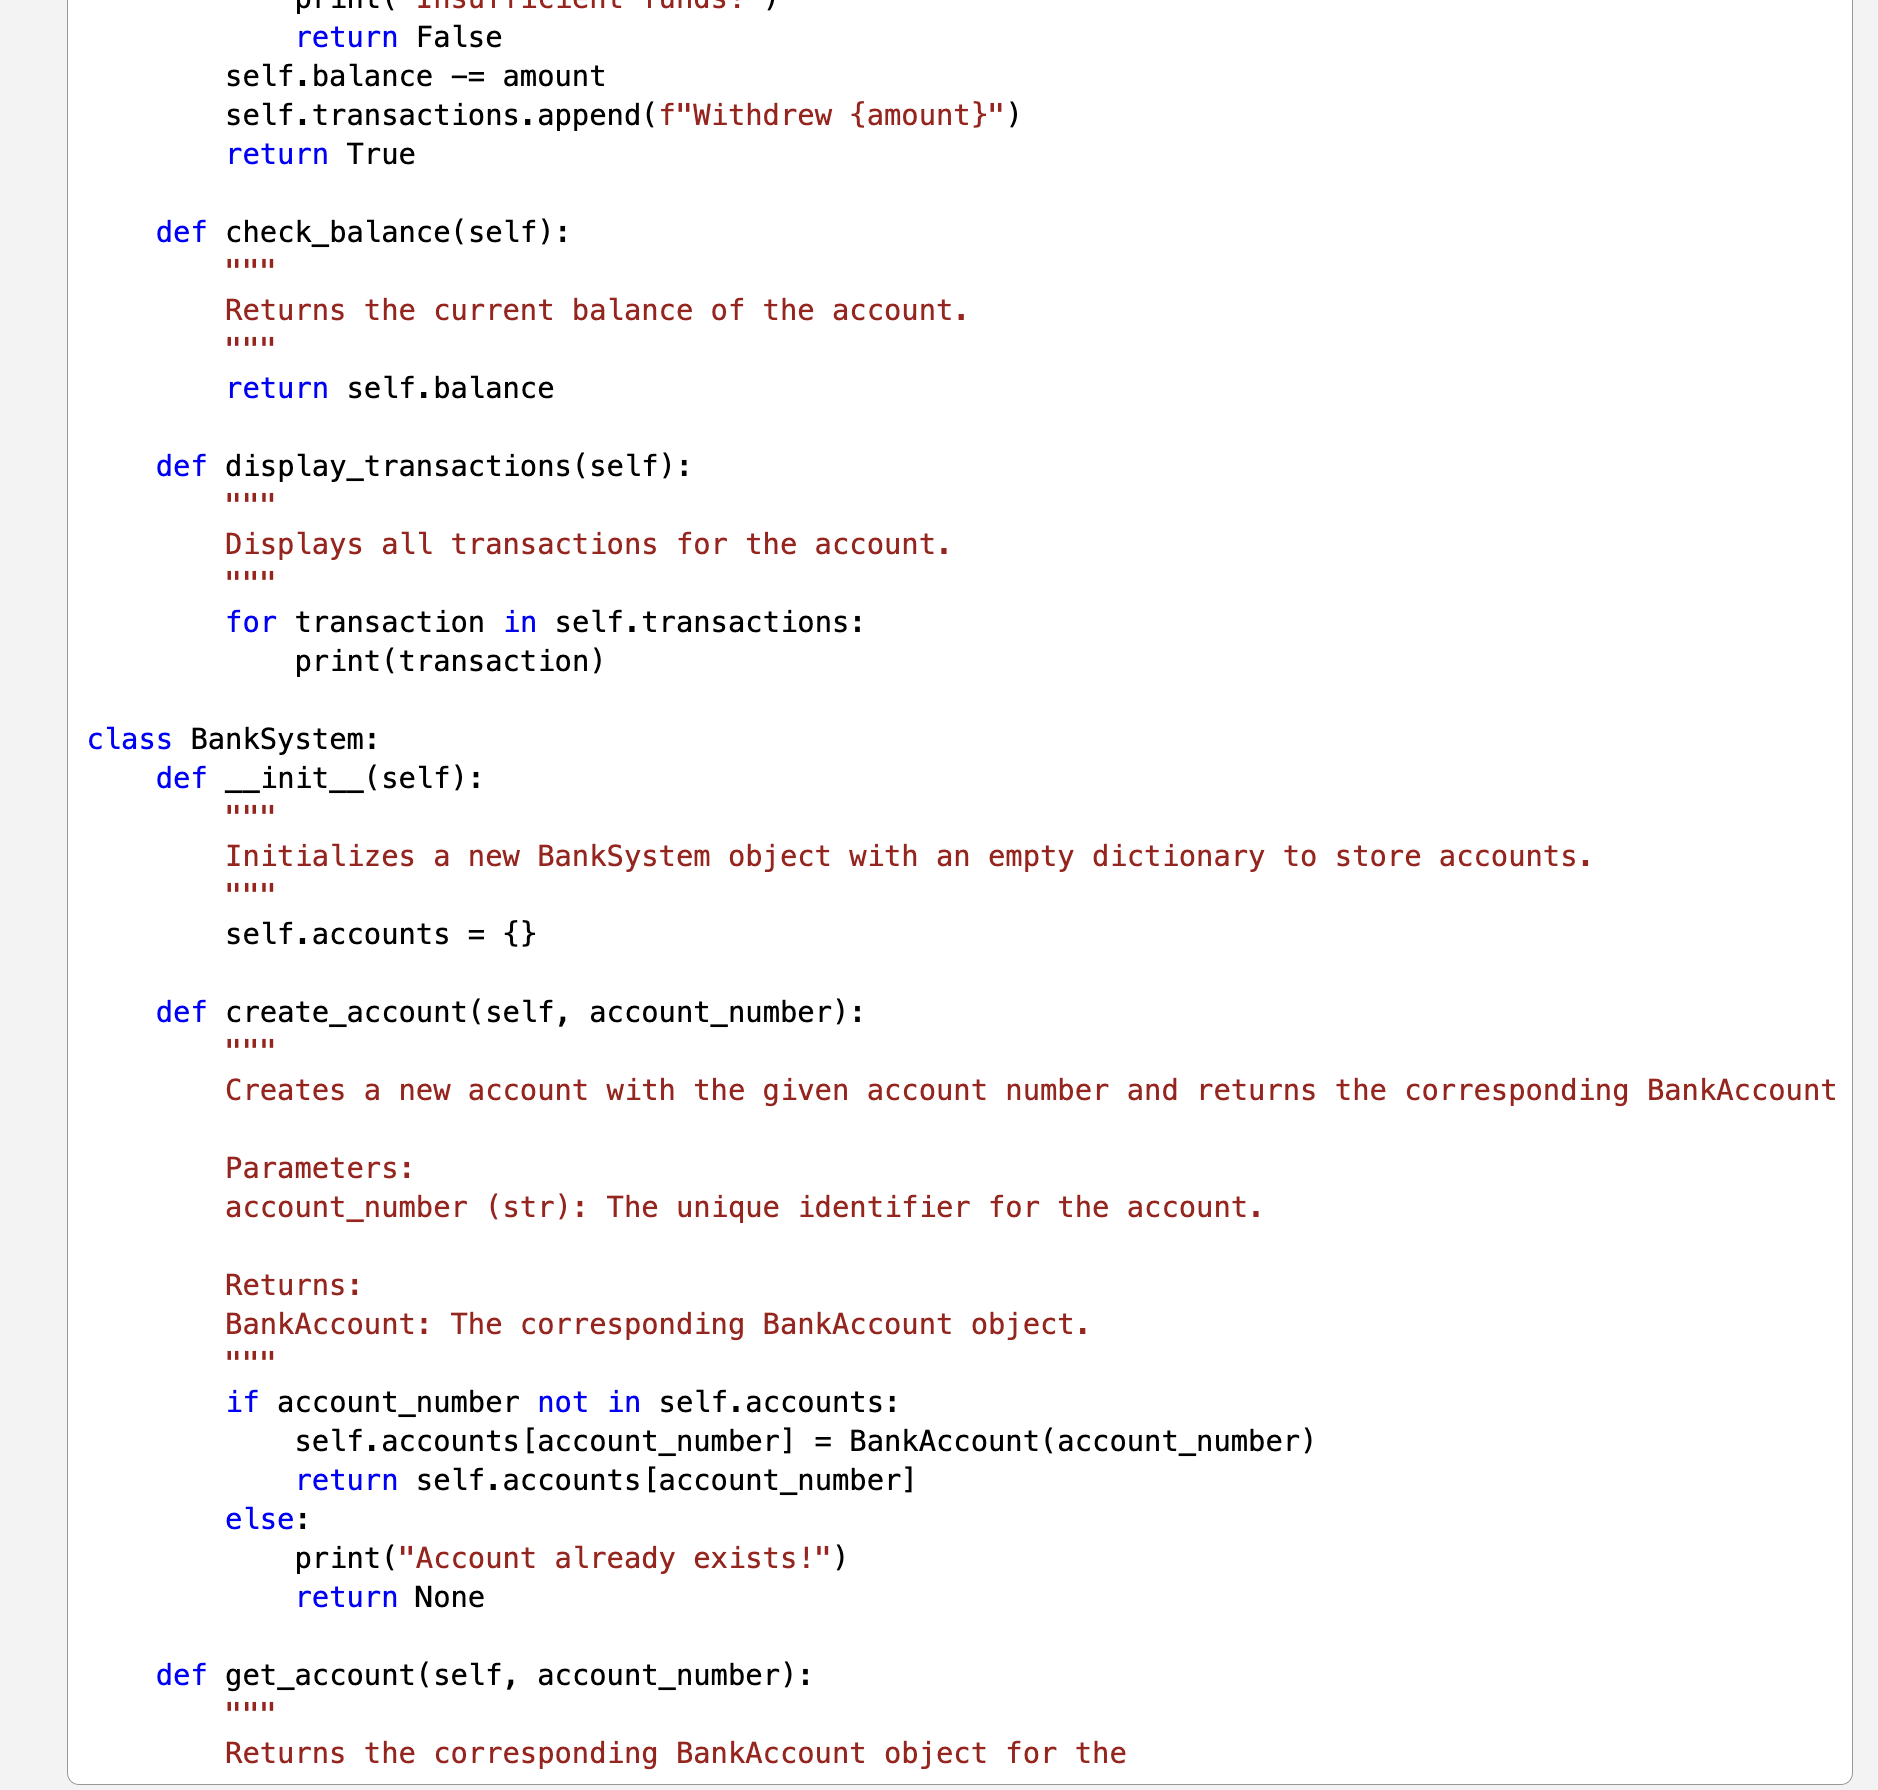 print("Insufficient funds!")
            return False
        self.balance -= amount
        self.transactions.append(f"Withdrew {amount}")
        return True

    def check_balance(self):
        """
        Returns the current balance of the account.
        """
        return self.balance

    def display_transactions(self):
        """
        Displays all transactions for the account.
        """
        for transaction in self.transactions:
            print(transaction)

class BankSystem:
    def __init__(self):
        """
        Initializes a new BankSystem object with an empty dictionary to store accounts.
        """
        self.accounts = {}

    def create_account(self, account_number):
        """
        Creates a new account with the given account number and returns the corresponding BankAccount

        Parameters:
        account_number (str): The unique identifier for the account.

        Returns:
        BankAccount: The corresponding BankAccount object.
        """
        if account_number not in self.accounts:
            self.accounts[account_number] = BankAccount(account_number)
            return self.accounts[account_number]
        else:
            print("Account already exists!")
            return None

    def get_account(self, account_number):
        """
        Returns the corresponding BankAccount object for the